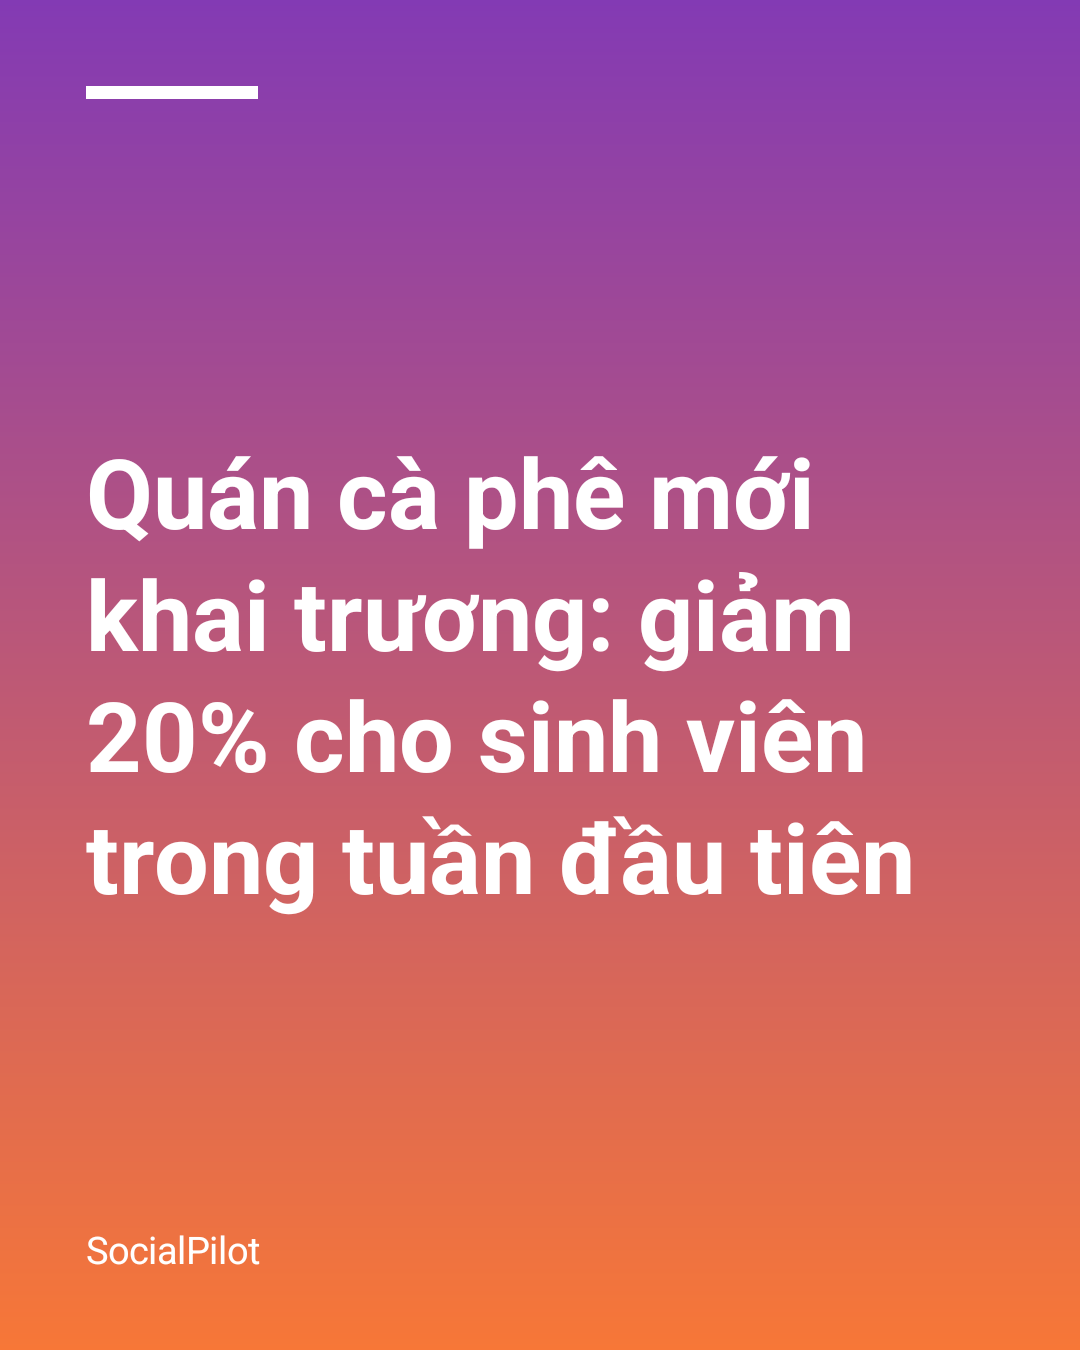 Quán cà phê mới
khai trương: giảm
20% cho sinh viên
trong tuần đầu tiên
SocialPilot